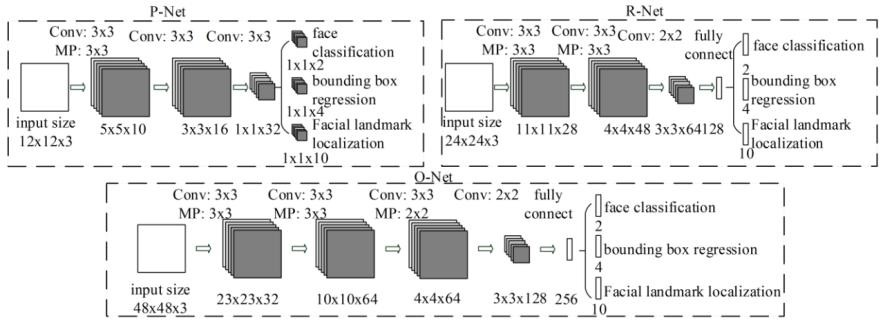 P-Net
Conv: 3x3 Conv: 3x3 Conv: 3x3
MP: 3x3
face
classification
1x1x2
bounding box
regression
1x1x4
Facial landmark
localization
1x1x10
input size
12x12x3
5x5x10
3x3x16
1x1x32
R-Net
Conv: 3x3 Conv: 3x3 Conv: 2x2 fully
MP: 3x3 MP: 3x3 connect
face classification
2
bounding box
regression
4
Facial landmark
localization
10
input size
24x24x3
11x11x28
4x4x48
3x3x64
128
O-Net
Conv: 3x3 Conv: 3x3 Conv: 3x3 Conv: 2x2 fully
MP: 3x3 MP: 3x3 MP: 2x2 connect
face classification
2
bounding box regression
4
Facial landmark localization
10
input size
48x48x3
23x23x32
10x10x64
4x4x64
3x3x128
256